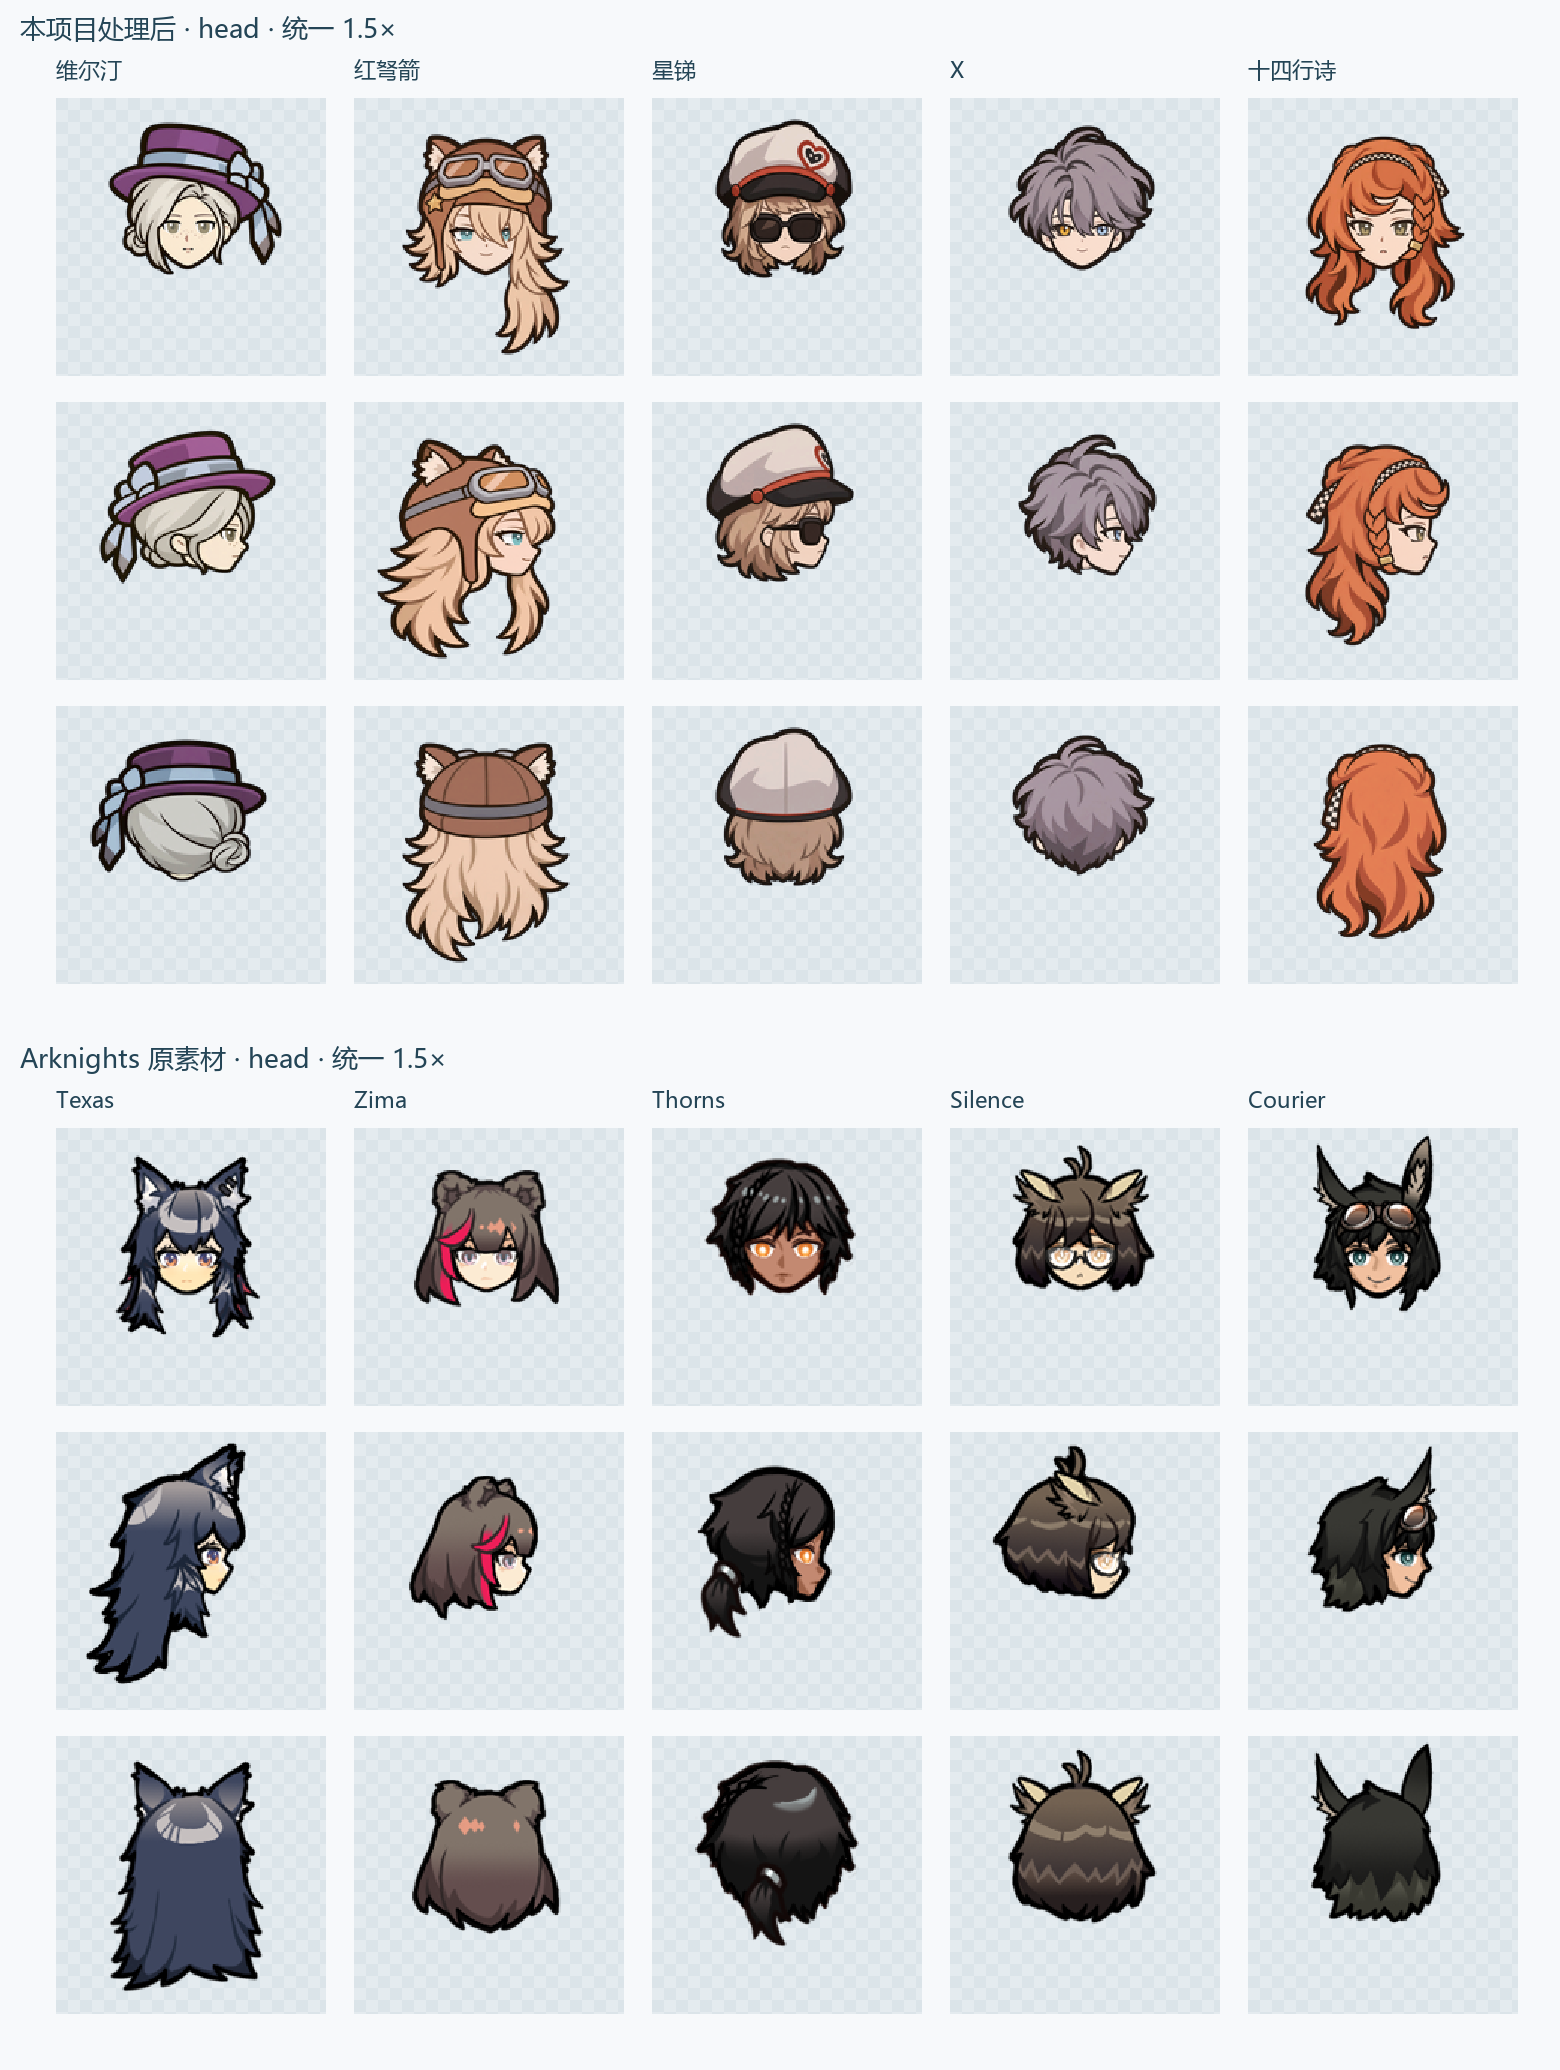 本项目处理后 · head · 统一 1.5×
维尔汀 红弩箭 星锑 X 十四行诗
Arknights 原素材 · head · 统一 1.5×
Texas Zima Thorns Silence Courier